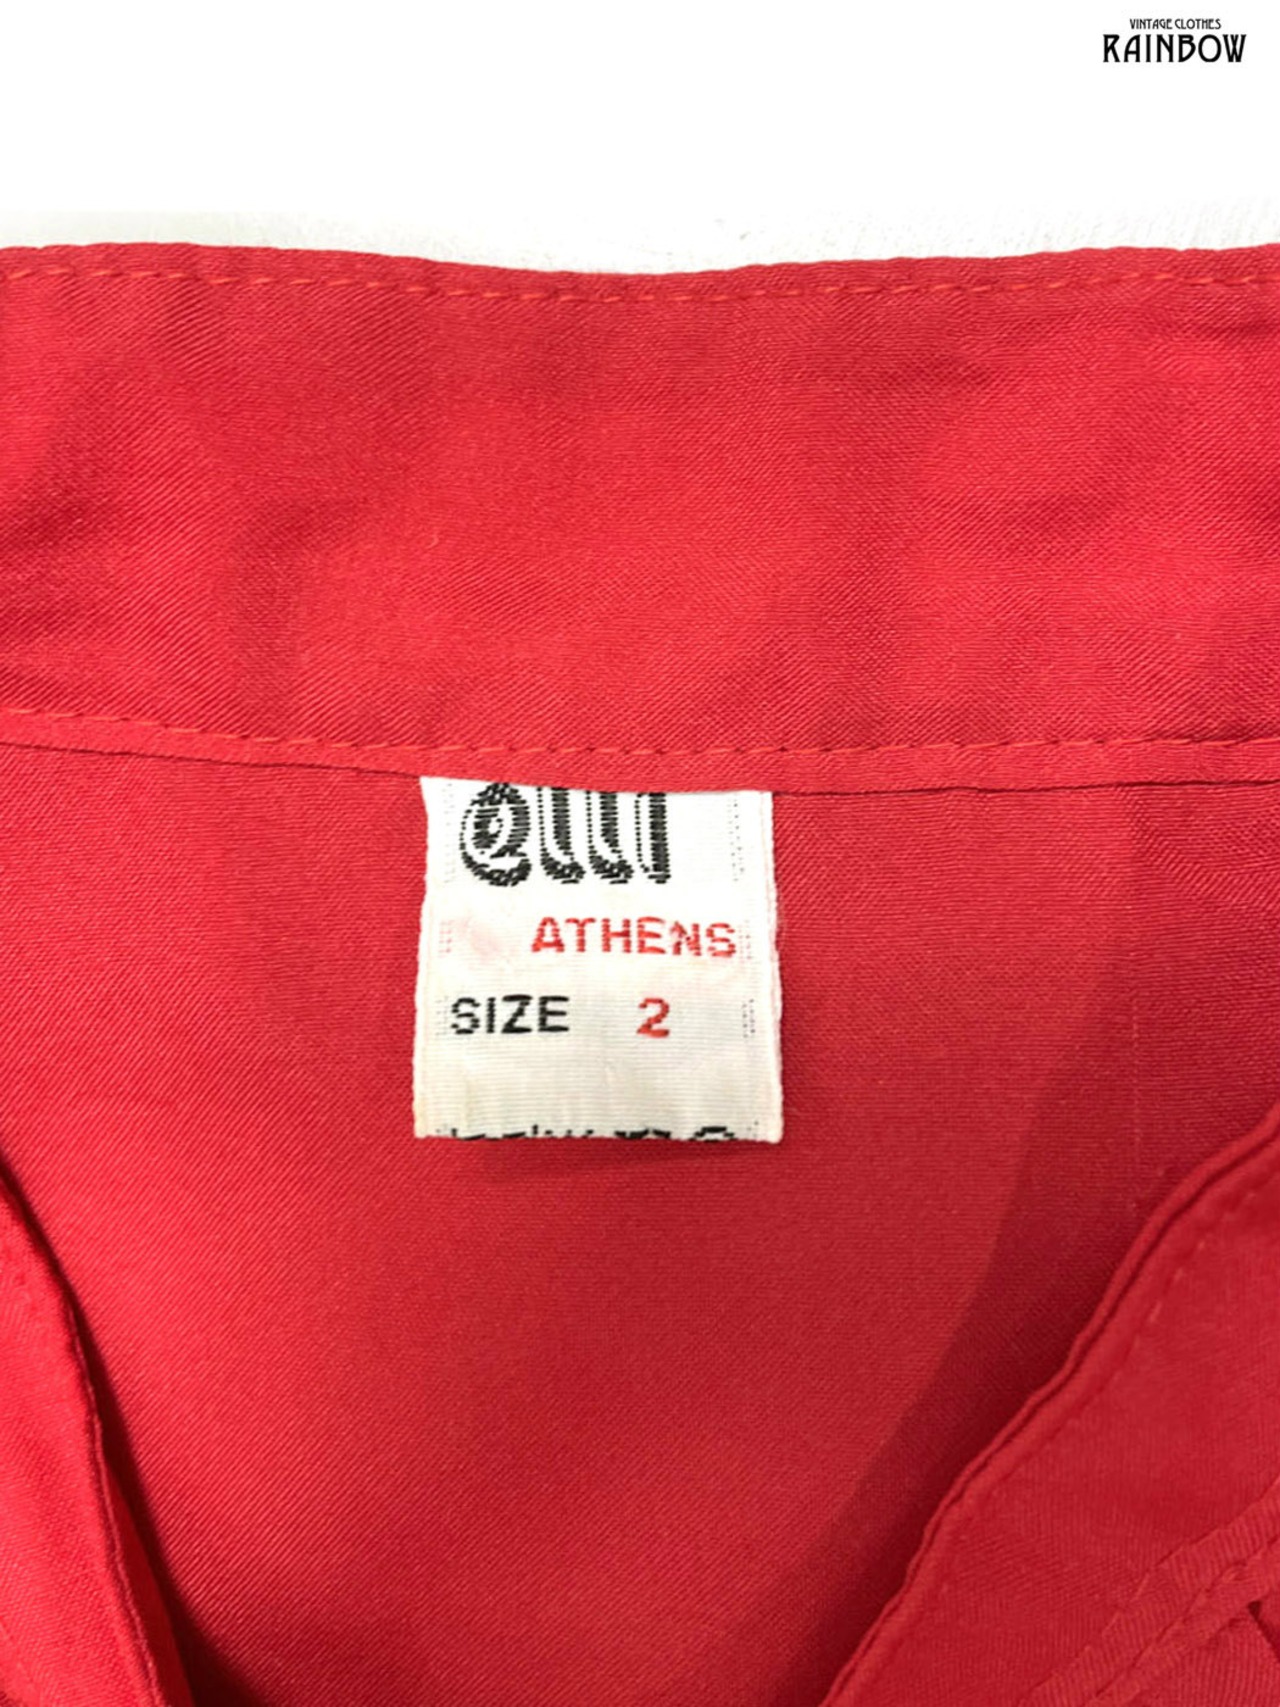 VINTAGE CLOTHES
RAINBOW
ATHENS
SIZE 2